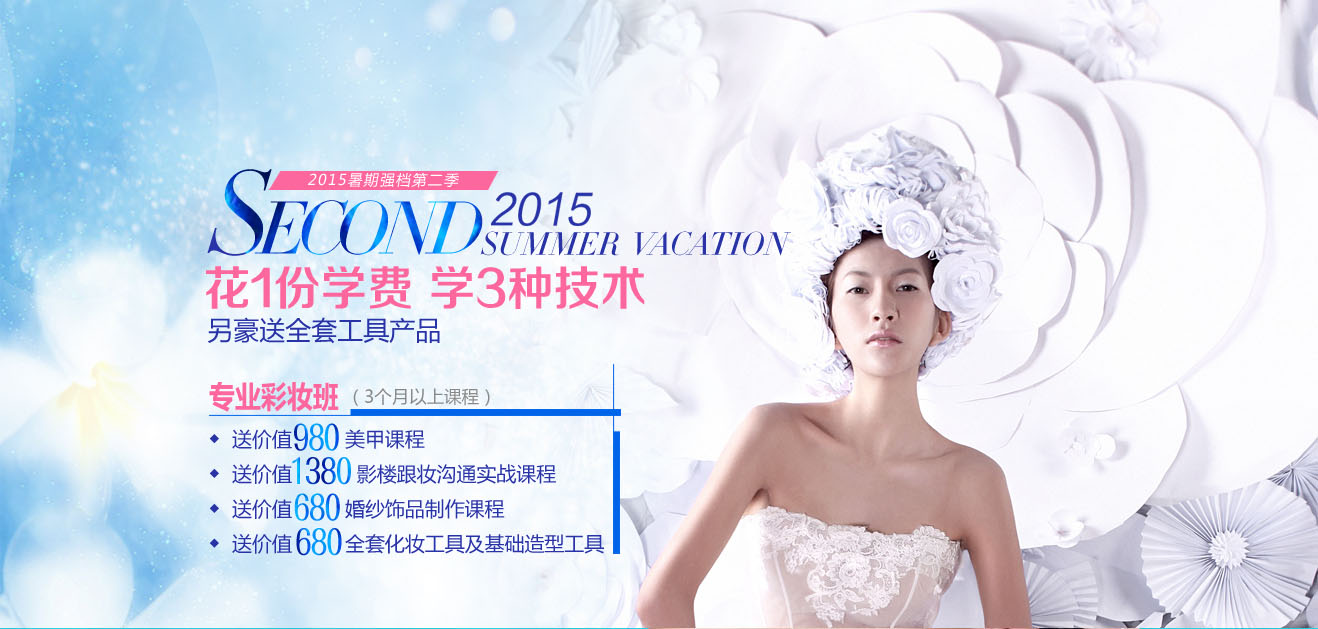 2015暑期强档第二季
SECOND 2015
SUMMER VACATION
花1份学费 学3种技术
另豪送全套工具产品
专业彩妆班（3个月以上课程）
送价值980美甲课程
送价值1380影楼跟妆沟通实战课程
送价值680婚纱饰品制作课程
送价值680全套化妆工具及基础造型工具